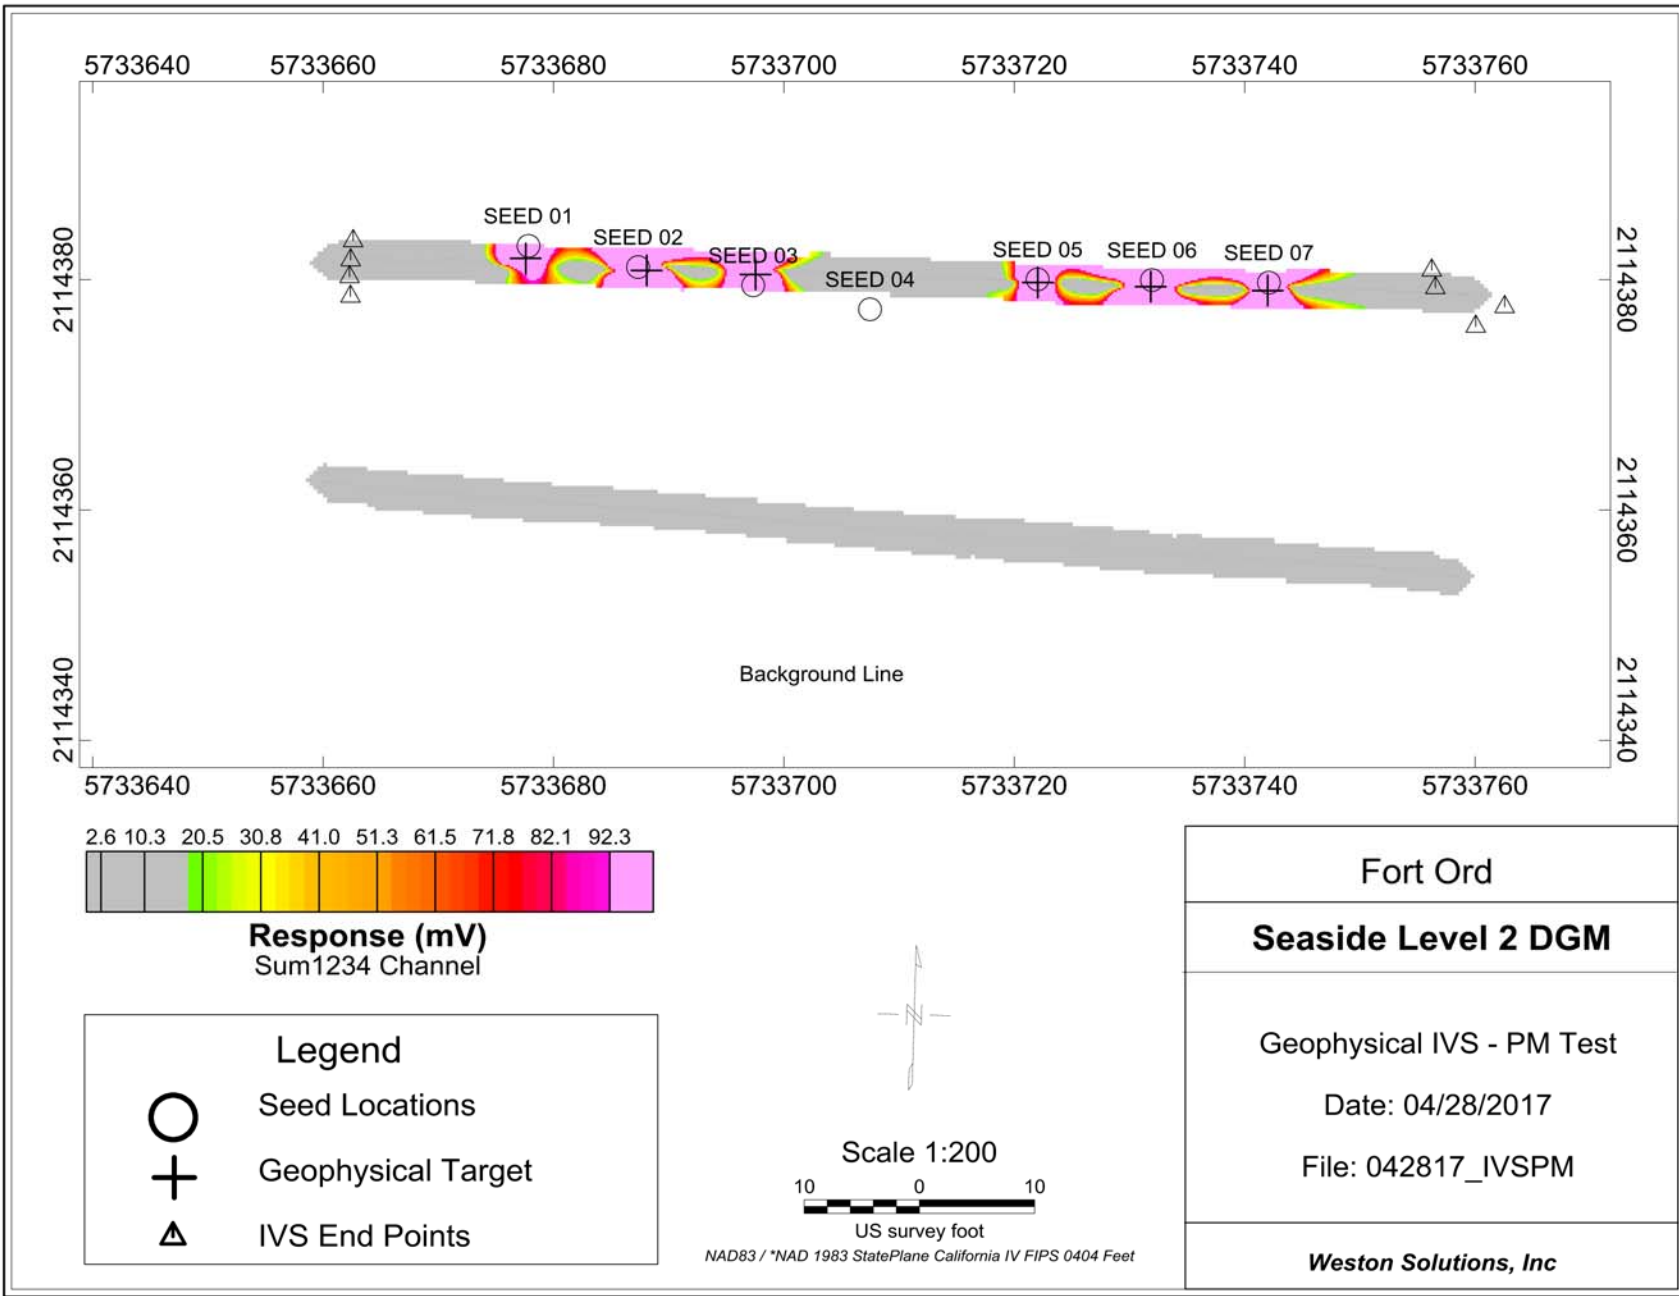 5733640 5733660 5733680 5733700 5733720 5733740 5733760
2114380
2114360
2114340
SEED 01
SEED 02
SEED 03
SEED 04
SEED 05
SEED 06
SEED 07
2114380
2114360
2114340
Background Line
5733640 5733660 5733680 5733700 5733720 5733740 5733760
2.6 10.3 20.5 30.8 41.0 51.3 61.5 71.8 82.1 92.3
Response (mV)
Sum1234 Channel
Legend
Seed Locations
Geophysical Target
IVS End Points
N
Scale 1:200
10 0 10
US survey foot
NAD83 / *NAD 1983 StatePlane California IV FIPS 0404 Feet
Fort Ord
Seaside Level 2 DGM
Geophysical IVS - PM Test
Date: 04/28/2017
File: 042817_IVSPM
Weston Solutions, Inc